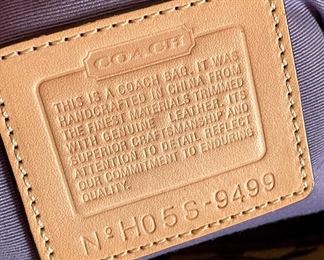 COACH
THIS IS A COACH BAG. IT WAS
HANDCRAFTED IN CHINA FROM
THE FINEST MATERIALS TRIMMED
WITH GENUINE LEATHER. ITS
SUPERIOR CRAFTSMANSHIP AND
ATTENTION TO DETAIL REFLECT
OUR COMMITMENT TO ENDURING
QUALITY.
Nº H05S-9499